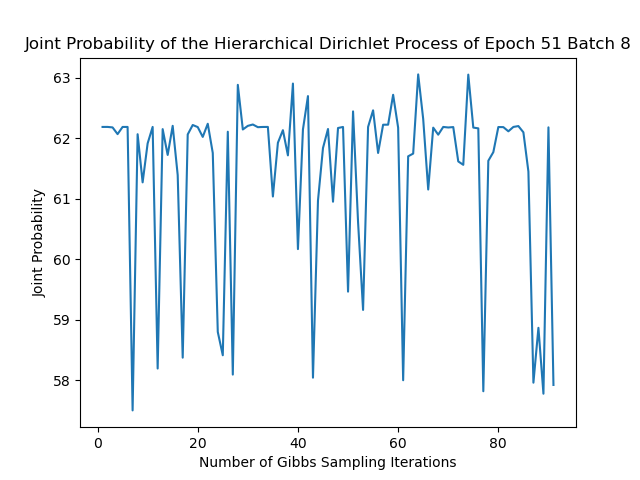 Joint Probability of the Hierarchical Dirichlet Process of Epoch 51 Batch 8
63
62
61
60
59
58
Joint Probability
0 20 40 60 80
Number of Gibbs Sampling Iterations